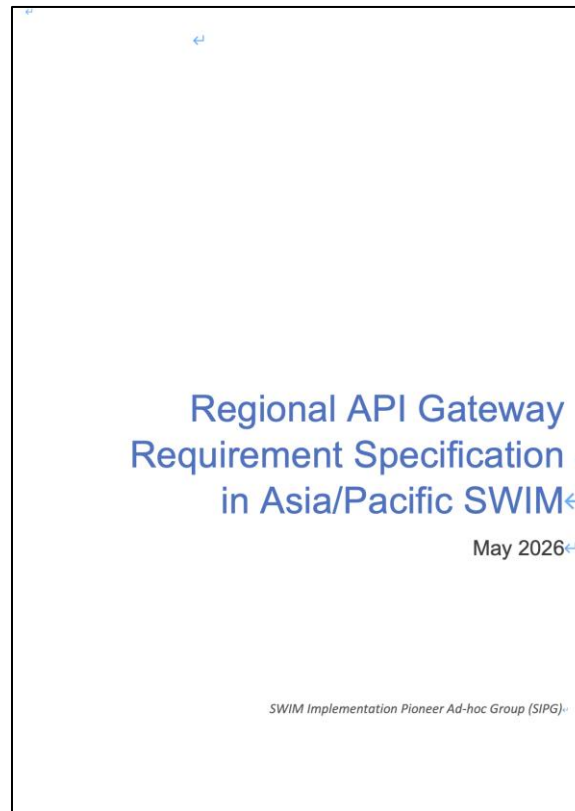 Regional API Gateway
Requirement Specification
in Asia/Pacific SWIM
May 2026
SWIM Implementation Pioneer Ad-hoc Group (SIPG)